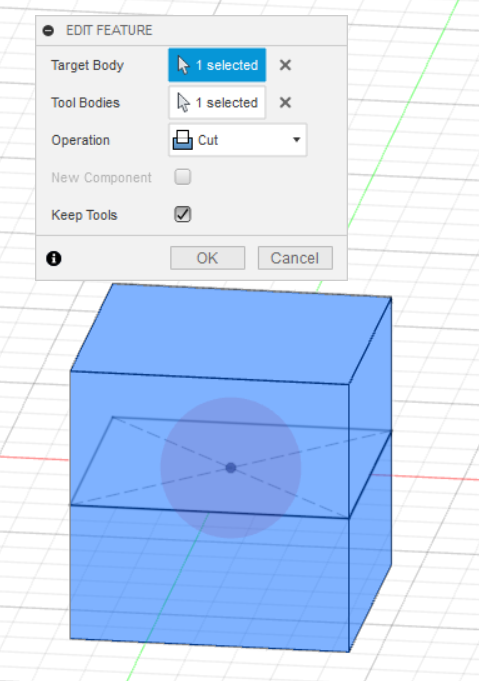 EDIT FEATURE
Target Body 1 selected
Tool Bodies 1 selected
Operation Cut
New Component
Keep Tools
OK Cancel